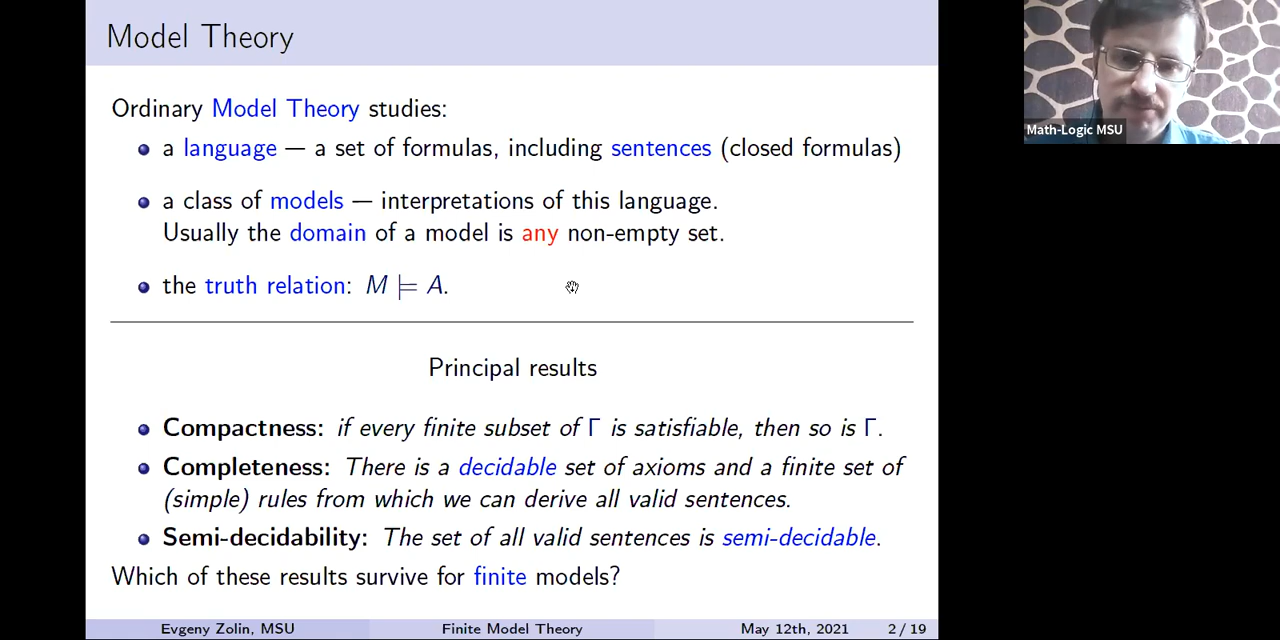 Model Theory
Ordinary Model Theory studies:
a language — a set of formulas, including sentences (closed formulas)
a class of models — interpretations of this language.
Usually the domain of a model is any non-empty set.
the truth relation: M ⊨ A.
Principal results
Compactness: if every finite subset of Γ is satisfiable, then so is Γ.
Completeness: There is a decidable set of axioms and a finite set of
(simple) rules from which we can derive all valid sentences.
Semi-decidability: The set of all valid sentences is semi-decidable.
Which of these results survive for finite models?
Evgeny Zolin, MSU Finite Model Theory May 12th, 2021 2 / 19
Math-Logic MSU